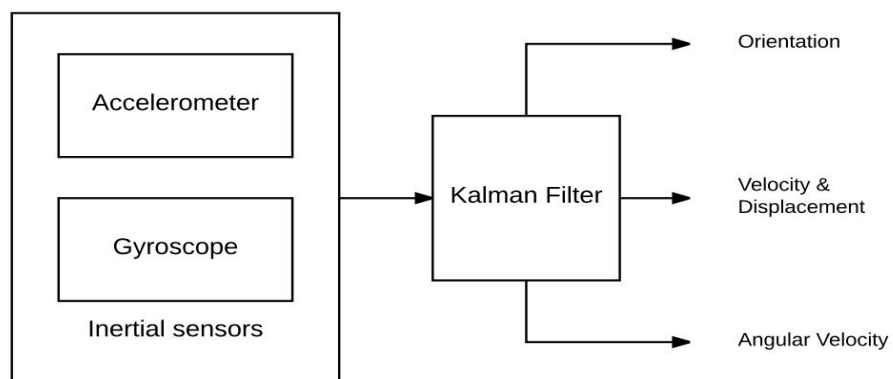 Accelerometer
Gyroscope
Inertial sensors
Kalman Filter
Orientation
Velocity &
Displacement
Angular Velocity